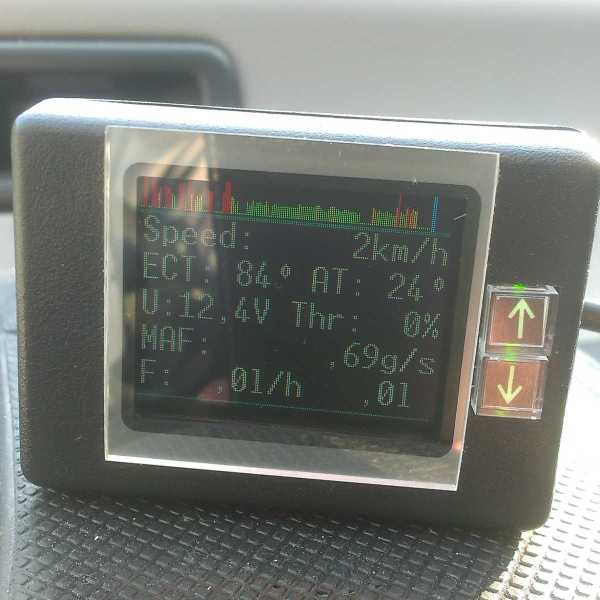 Speed: 2km/h
ECT: 84° AT: 24°
U:12,4V Thr: 0%
MAF: ,69g/s
F: ,01/h ,01